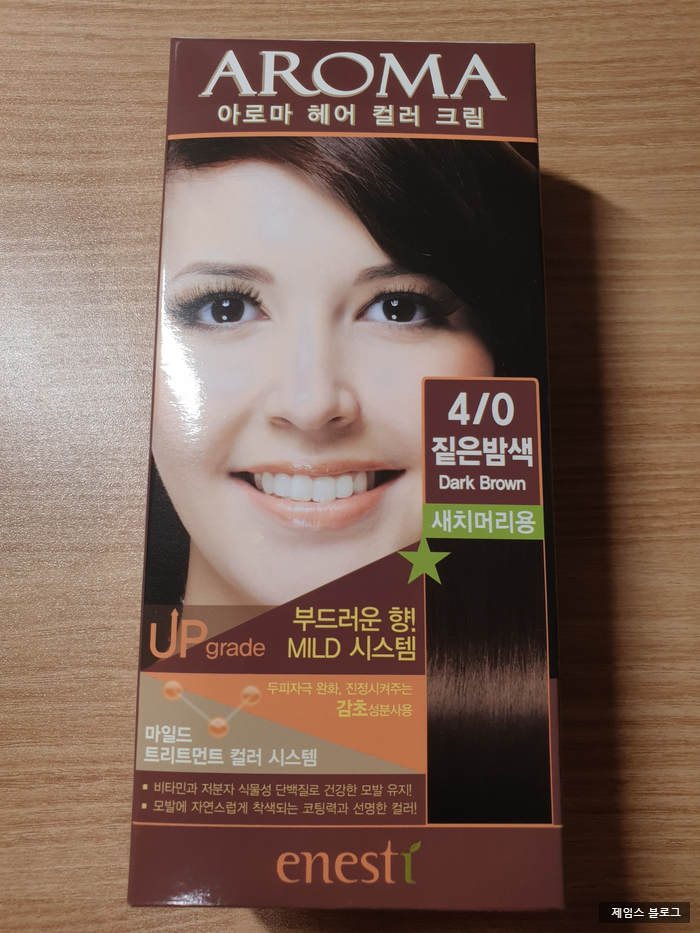 AROMA
아로마 헤어 컬러 크림
4/0
짙은밤색
Dark Brown
새치머리용
UPgrade
부드러운 향!
MILD 시스템
두피자극 완화, 진정시켜주는
감초성분사용
마일드
트리트먼트 컬러 시스템
▪ 비타민과 저분자 식물성 단백질로 건강한 모발 유지!
▪ 모발에 자연스럽게 착색되는 코팅력과 선명한 컬러!
enesti
제임스 블로그